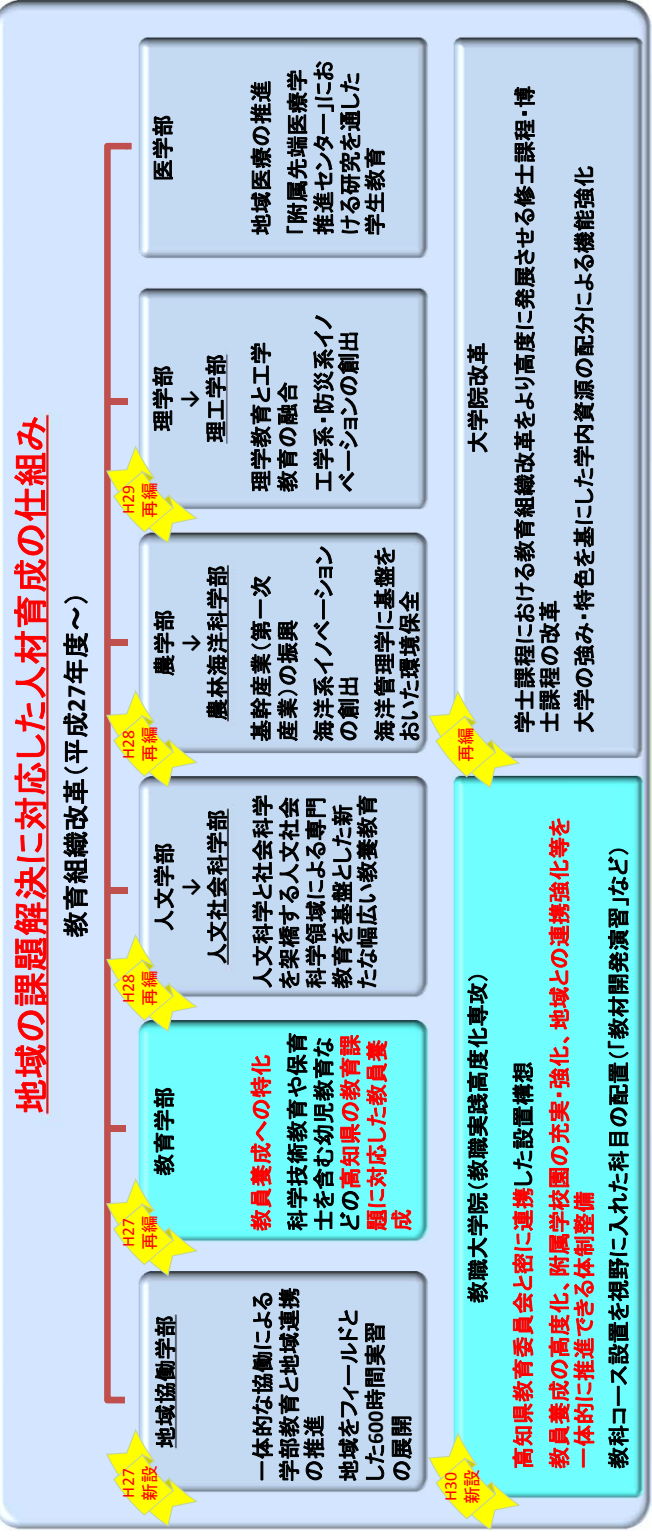 地域の課題解決に対応した人材育成の仕組み
教育組織改革（平成27年度～）
H27
新設
地域協働学部
一体的な協働による
学部教育と地域連携
の推進
地域をフィールドと
した600時間実習
の展開
H27
再編
教育学部
教員養成への特化
科学技術教育や保育
士を含む幼児教育な
どの高知県の教育課
題に対応した教員養
成
H28
再編
人文学部
↓
人文社会科学部
人文科学と社会科学
を架橋する人文社会
科学領域による専門
教育を基盤とした新
たな幅広い教養教育
H28
再編
農学部
↓
農林海洋科学部
基幹産業（第一次
産業）の振興
海洋系イノベーション
の創出
海洋管理学に基盤を
おいた環境保全
H29
再編
理学部
↓
理工学部
理学教育と工学
教育の融合
工学系・防災系イノ
ベーションの創出
医学部
地域医療の推進
「附属先端医療学
推進センター」にお
ける研究を通した
学生教育
H30
新設
教職大学院（教職実践高度化専攻）
高知県教育委員会と密に連携した設置構想
教員養成の高度化、附属学校園の充実・強化、地域との連携強化等を
一体的に推進できる体制整備
教科コース設置を視野に入れた科目の配置（「教材開発演習」など）
再編
大学院改革
学士課程における教育組織改革をより高度に発展させる修士課程・博
士課程の改革
大学の強み・特色を基にした学内資源の配分による機能強化